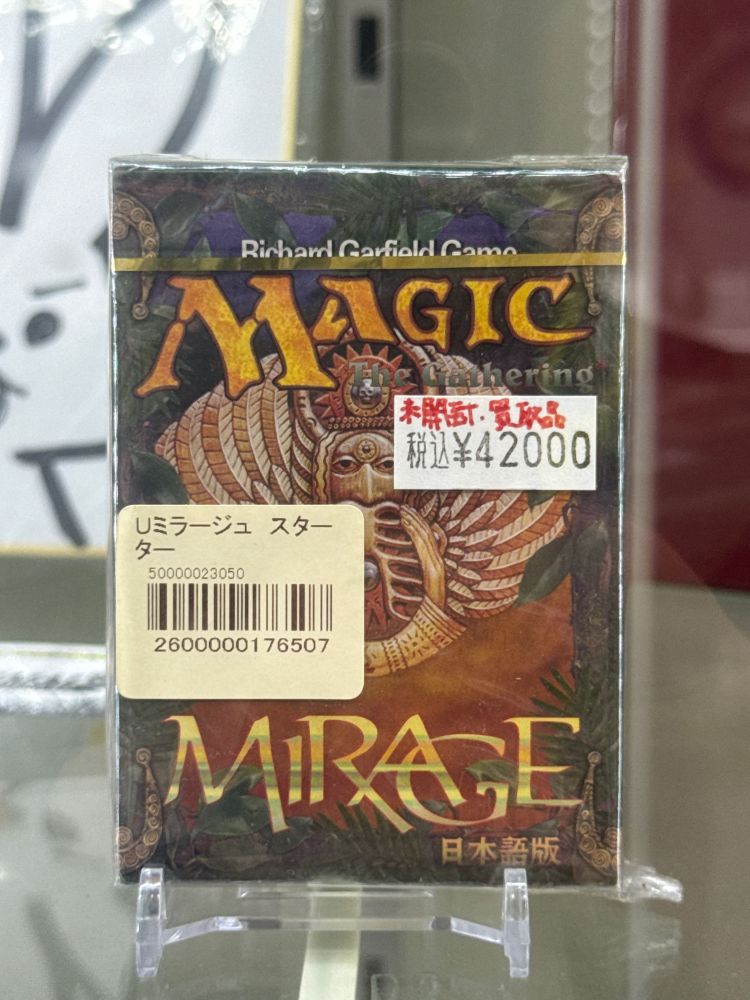 Richard Garfield Game
MAGIC
The Gathering
未開封・買取品
税込¥42000
Uミラージュ スター
ター
50000023050
2600000176507
MIRAGE
日本語版